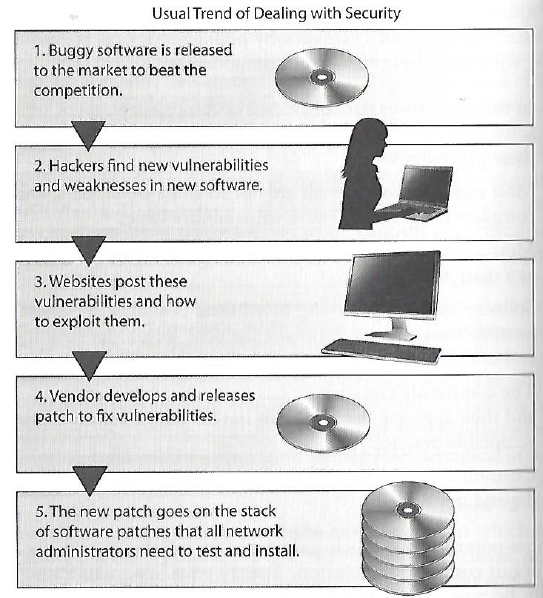 Usual Trend of Dealing with Security
1. Buggy software is released
to the market to beat the
competition.
2. Hackers find new vulnerabilities
and weaknesses in new software.
3. Websites post these
vulnerabilities and how
to exploit them.
4. Vendor develops and releases
patch to fix vulnerabilities.
5. The new patch goes on the stack
of software patches that all network
administrators need to test and install.